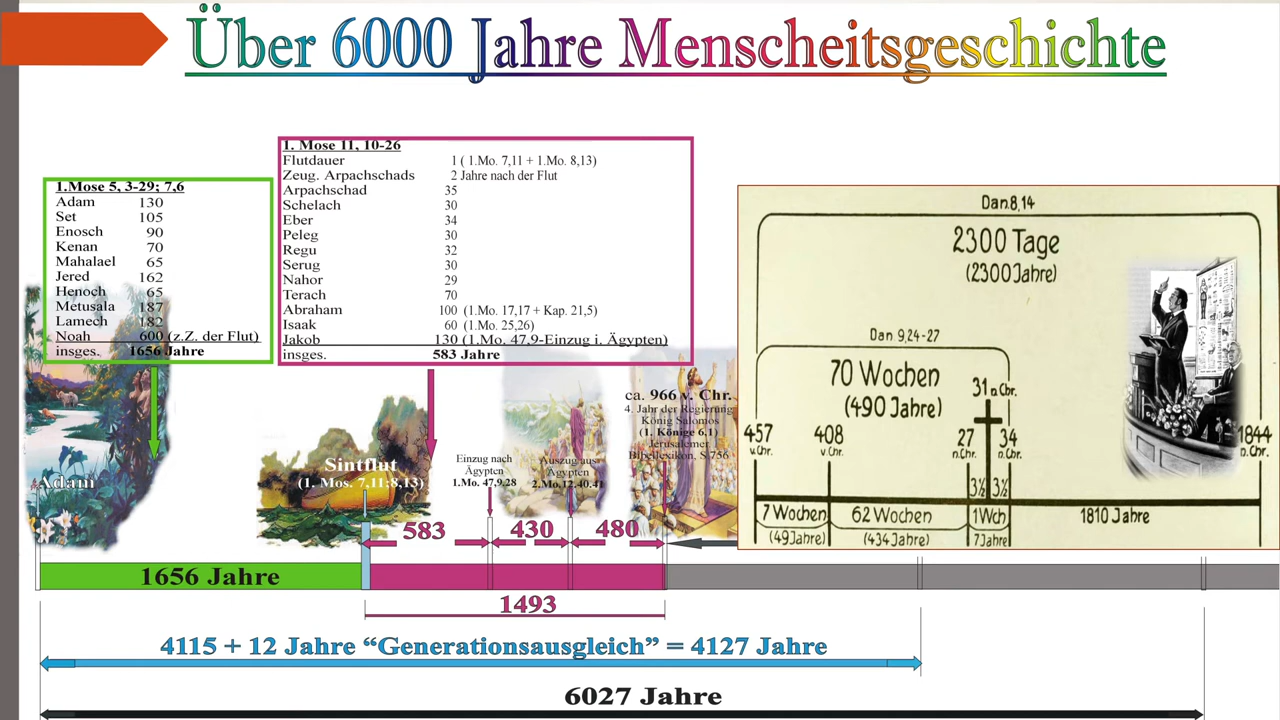 Über 6000 Jahre Menscheitsgeschichte
1.Mose 5, 3-29; 7,6
Adam 130
Set 105
Enosch 90
Kenan 70
Mahalael 65
Jered 162
Henoch 65
Metusala 187
Lamech 182
Noah 600 (z.Z. der Flut)
insges. 1656 Jahre
1. Mose 11, 10-26
Flutdauer 1 ( 1.Mo. 7,11 + 1.Mo. 8,13)
Zeug. Arpachschads 2 Jahre nach der Flut
Arpachschad 35
Schelach 30
Eber 34
Peleg 30
Regu 32
Serug 30
Nahor 29
Terach 70
Abraham 100 (1.Mo. 17,17 + Kap. 21,5)
Isaak 60 (1.Mo. 25,26)
Jakob 130 (1.Mo. 47,9-Einzug i. Ägypten)
insges. 583 Jahre
Dan.8,14
2300 Tage
(2300 Jahre)
Dan 9,24-27
70 Wochen
(490 Jahre)
31 n.Chr.
457 v.Chr.
408 v.Chr.
27 n.Chr.
34 n.Chr.
1844 n.Chr.
3½ 3½
7 Wochen 62 Wochen 1Wch 1810 Jahre
(49Jahre) (434 Jahre) 7Jahre
Adam
Sintflut
(1. Mos. 7,11;8,13)
Einzug nach
Ägypten
1.Mo. 47,9.28
Auszug aus
Ägypten
2.Mo,12.40.41
ca. 966 v. Chr.
4. Jahr der Regierung
König Salomos
(1. Könige 6,1)
Jerusalemer
Bibellexikon, S 756
583 430 480
1656 Jahre
1493
4115 + 12 Jahre “Generationsausgleich” = 4127 Jahre
6027 Jahre